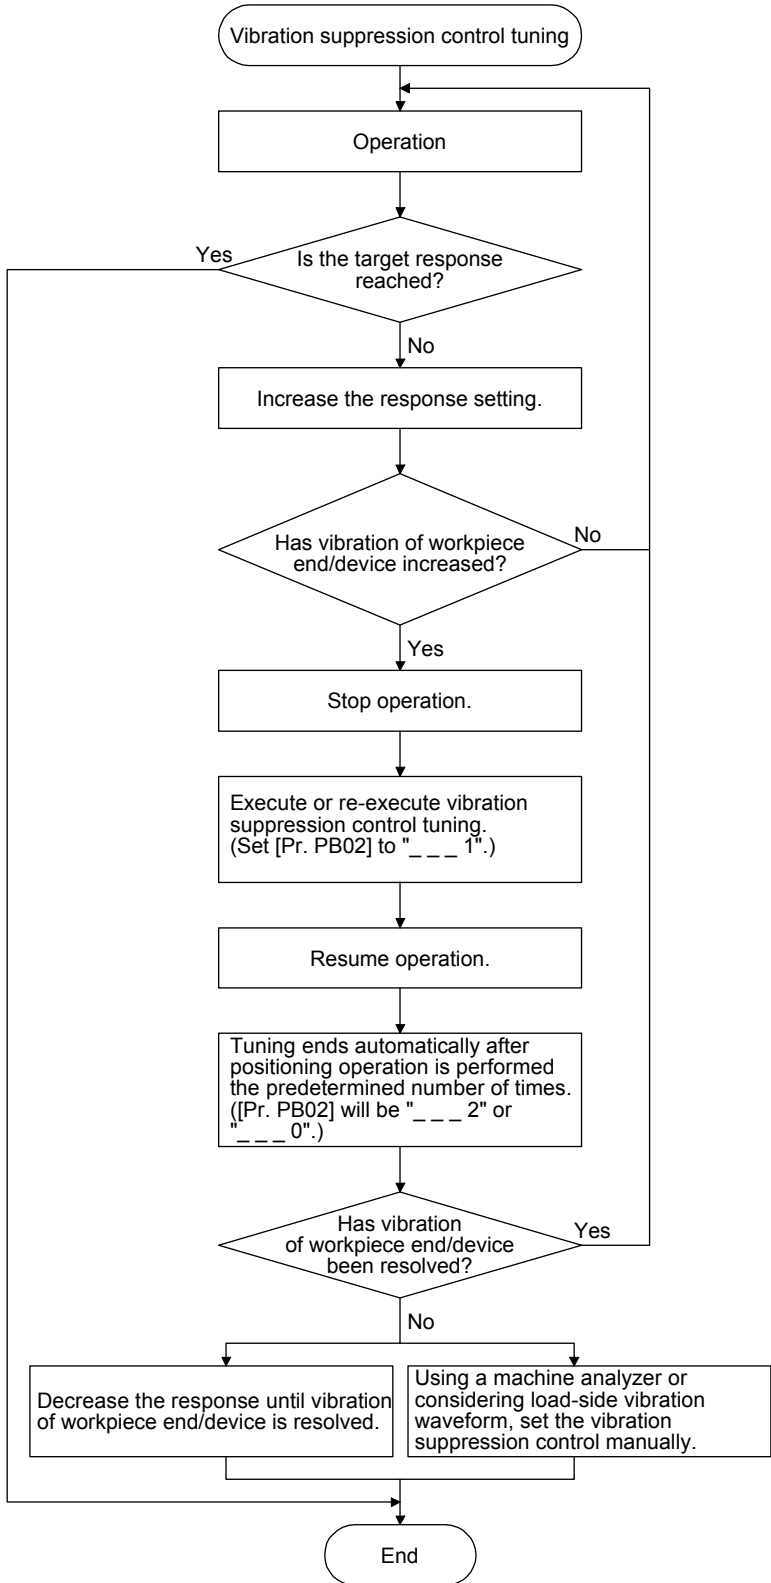 Vibration suppression control tuning
Operation
Yes
Is the target response
reached?
No
Increase the response setting.
Has vibration of workpiece
end/device increased?
No
Yes
Stop operation.
Execute or re-execute vibration
suppression control tuning.
(Set [Pr. PB02] to "_ _ _ 1".)
Resume operation.
Tuning ends automatically after
positioning operation is performed
the predetermined number of times.
([Pr. PB02] will be "_ _ _ 2" or
"_ _ _ 0".)
Has vibration
of workpiece end/device
been resolved?
Yes
No
Decrease the response until vibration
of workpiece end/device is resolved.
Using a machine analyzer or
considering load-side vibration
waveform, set the vibration
suppression control manually.
End